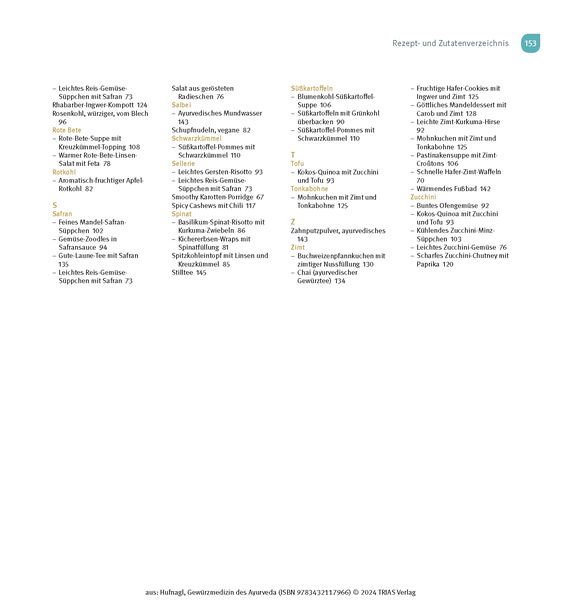 Rezept- und Zutatenverzeichnis 153
– Leichtes Reis-Gemüse-
Süppchen mit Safran 73
Rhabarber-Ingwer-Kompott 124
Rosenkohl, würziger, vom Blech
96
Rote Bete
– Rote-Bete-Suppe mit
Kreuzkümmel-Topping 108
– Warmer Rote-Bete-Linsen-
Salat mit Feta 78
Rotkohl
– Aromatisch-fruchtiger Apfel-
Rotkohl 82
S
Safran
– Feines Mandel-Safran-
Süppchen 102
– Gemüse-Zoodles in
Safransauce 94
– Gute-Laune-Tee mit Safran
135
– Leichtes Reis-Gemüse-
Süppchen mit Safran 73
Salat aus gerösteten
Radieschen 76
Salbei
– Ayurvedisches Mundwasser
143
Schupfnudeln, vegane 82
Schwarzkümmel
– Süßkartoffel-Pommes mit
Schwarzkümmel 110
Sellerie
– Leichtes Gersten-Risotto 93
– Leichtes Reis-Gemüse-
Süppchen mit Safran 73
Smoothy Karotten-Porridge 67
Spicy Cashews mit Chili 117
Spinat
– Basilikum-Spinat-Risotto mit
Kurkuma-Zwiebeln 86
– Kichererbsen-Wraps mit
Spinatfüllung 81
Spitzkohleintopf mit Linsen und
Kreuzkümmel 85
Stilltee 145
Süßkartoffeln
– Blumenkohl-Süßkartoffel-
Suppe 106
– Süßkartoffeln mit Grünkohl
überbacken 90
– Süßkartoffel-Pommes mit
Schwarzkümmel 110
T
Tofu
– Kokos-Quinoa mit Zucchini
und Tofu 93
Tonkabohne
– Mohnkuchen mit Zimt und
Tonkabohne 125
Z
Zahnputzpulver, ayurvedisches
143
Zimt
– Buchweizenpfannkuchen mit
zimtiger Nussfüllung 130
– Chai (ayurvedischer
Gewürztee) 134
– Fruchtige Hafer-Cookies mit
Ingwer und Zimt 125
– Göttliches Mandeldessert mit
Carob und Zimt 128
– Leichte Zimt-Kurkuma-Hirse
92
– Mohnkuchen mit Zimt und
Tonkabohne 125
– Pastinakensuppe mit Zimt-
Croûtons 106
– Schnelle Hafer-Zimt-Waffeln
70
– Wärmendes Fußbad 142
Zucchini
– Buntes Ofengemüse 92
– Kokos-Quinoa mit Zucchini
und Tofu 93
– Kühlendes Zucchini-Minz-
Süppchen 103
– Leichtes Zucchini-Gemüse 76
– Scharfes Zucchini-Chutney mit
Paprika 120
aus: Hufnagl, Gewürzmedizin des Ayurveda (ISBN 9783432117966) © 2024 TRIAS Verlag